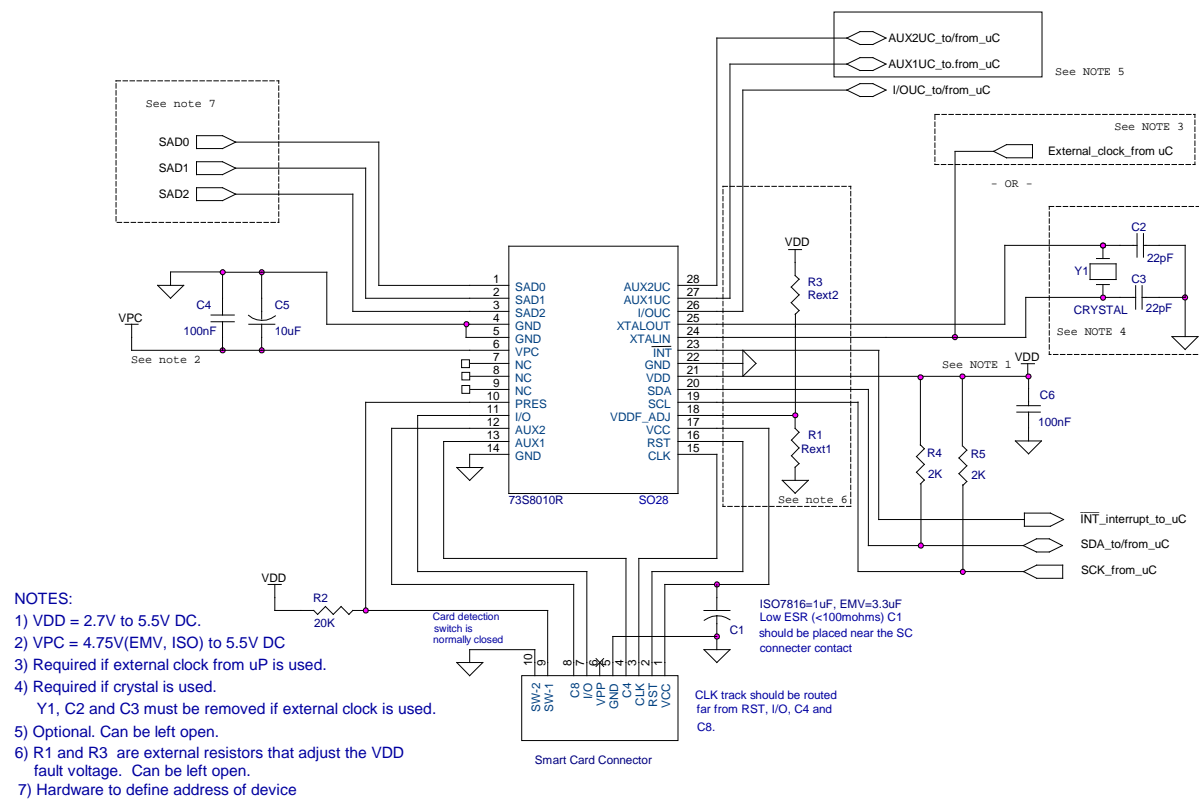 AUX2UC_to/from_uC
AUX1UC_to.from_uC
See NOTE 5
I/OUC_to/from_uC
See note 7
SAD0
SAD1
SAD2
See NOTE 3
External_clock_from uC
- OR -
C2
22pF
Y1
C3
22pF
CRYSTAL
See NOTE 4
VDD
R3
Rext2
C4
100nF
C5
10uF
VPC
See note 2
1
2
3
4
5
6
7
8
9
10
11
12
13
14
SAD0
SAD1
SAD2
GND
GND
VPC
NC
NC
NC
PRES
I/O
AUX2
AUX1
GND
AUX2UC
AUX1UC
I/OUC
XTALOUT
XTALIN
INT
GND
VDD
SDA
SCL
VDDF_ADJ
VCC
RST
CLK
28
27
26
25
24
23
22
21
20
19
18
17
16
15
73S8010R
SO28
See NOTE 1
VDD
C6
100nF
R1
Rext1
See note 6
R4
2K
R5
2K
INT_interrupt_to_uC
SDA_to/from_uC
SCK_from_uC
VDD
R2
20K
Card detection
switch is
normally closed
C1
ISO7816=1uF, EMV=3.3uF
Low ESR (<100mohms) C1
should be placed near the SC
connecter contact
10
9
8
7
6
5
4
3
2
1
SW-2
SW-1
C8
I/O
VPP
GND
C4
CLK
RST
VCC
CLK track should be routed
far from RST, I/O, C4 and
C8.
Smart Card Connector
NOTES:
1) VDD = 2.7V to 5.5V DC.
2) VPC = 4.75V(EMV, ISO) to 5.5V DC
3) Required if external clock from uP is used.
4) Required if crystal is used.
Y1, C2 and C3 must be removed if external clock is used.
5) Optional. Can be left open.
6) R1 and R3 are external resistors that adjust the VDD
fault voltage. Can be left open.
7) Hardware to define address of device